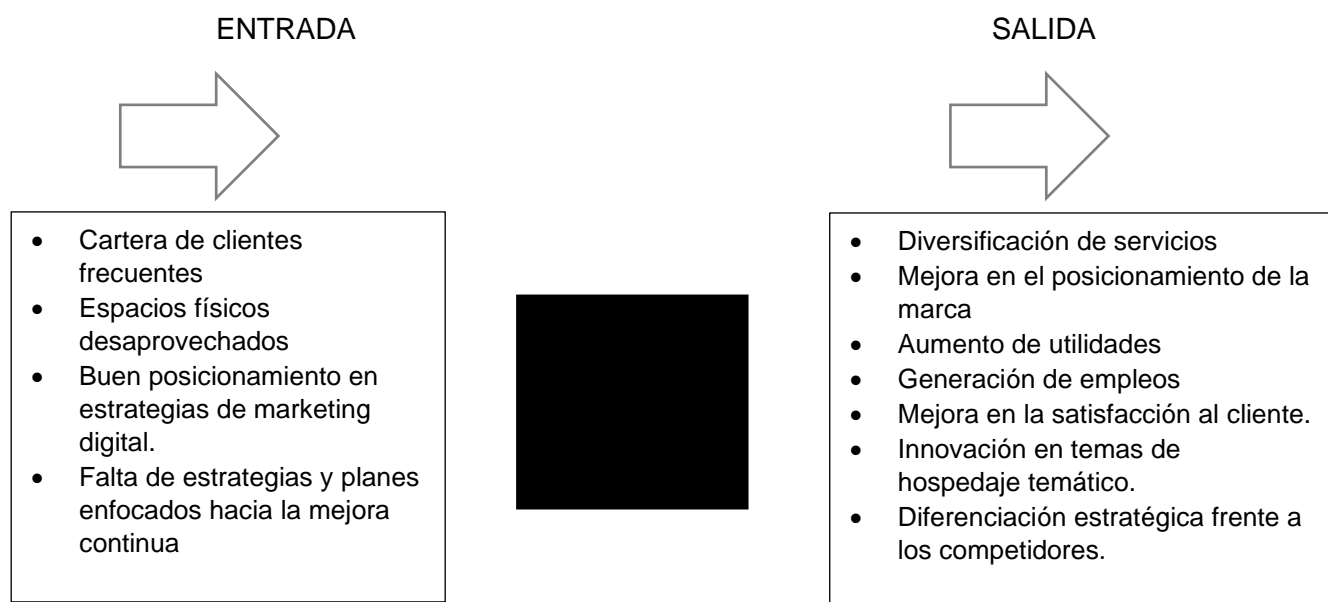 ENTRADA
SALIDA
• Cartera de clientes
frecuentes
• Espacios físicos
desaprovechados
• Buen posicionamiento en
estrategias de marketing
digital.
• Falta de estrategias y planes
enfocados hacia la mejora
continua
• Diversificación de servicios
• Mejora en el posicionamiento de la
marca
• Aumento de utilidades
• Generación de empleos
• Mejora en la satisfacción al cliente.
• Innovación en temas de
hospedaje temático.
• Diferenciación estratégica frente a
los competidores.